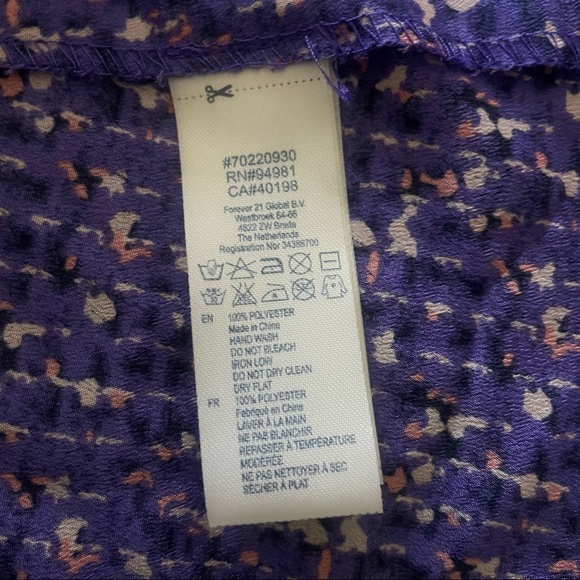 #70220930
RN#94981
CA#40198
Forever 21 Global B.V.
Westbroek 64-66
4822 ZW Breda
The Netherlands
Registration Nbr 34388700
EN 100% POLYESTER
Made in China
HAND WASH
DO NOT BLEACH
IRON LOW
DO NOT DRY CLEAN
DRY FLAT
FR 100% POLYESTER
Fabriqué en Chine
LAVER À LA MAIN
NE PAS BLANCHIR
REPASSER À TEMPÉRATURE
MODÉRÉE
NE PAS NETTOYER À SEC
SÉCHER À PLAT